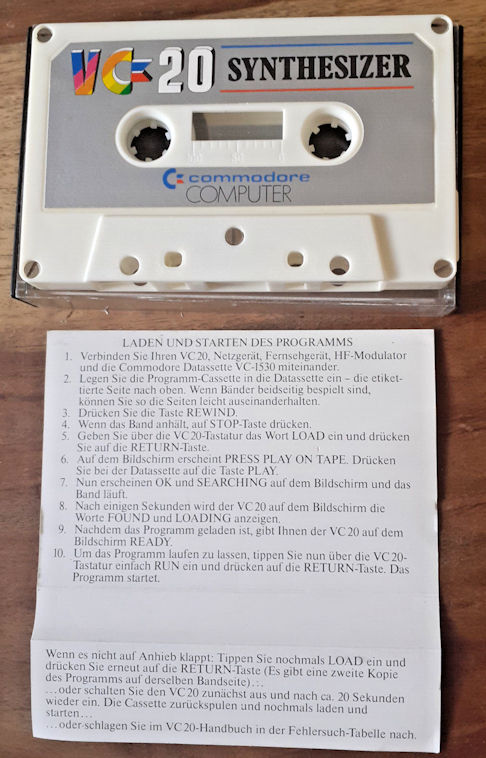 VC-20 SYNTHESIZER
100 50 0
commodore
COMPUTER
LADEN UND STARTEN DES PROGRAMMS
1. Verbinden Sie Ihren VC 20, Netzgerät, Fernsehgerät, HF-Modulator
und die Commodore Datassette VC-1530 miteinander.
2. Legen Sie die Programm-Cassette in die Datassette ein – die etiket-
tierte Seite nach oben. Wenn Bänder beidseitig bespielt sind,
können Sie so die Seiten leicht auseinanderhalten.
3. Drücken Sie die Taste REWIND.
4. Wenn das Band anhält, auf STOP-Taste drücken.
5. Geben Sie über die VC 20-Tastatur das Wort LOAD ein und drücken
Sie auf die RETURN-Taste.
6. Auf dem Bildschirm erscheint PRESS PLAY ON TAPE. Drücken
Sie bei der Datassette auf die Taste PLAY.
7. Nun erscheinen OK und SEARCHING auf dem Bildschirm und das
Band läuft.
8. Nach einigen Sekunden wird der VC 20 auf dem Bildschirm die
Worte FOUND und LOADING anzeigen.
9. Nachdem das Programm geladen ist, gibt Ihnen der VC 20 auf dem
Bildschirm READY.
10. Um das Programm laufen zu lassen, tippen Sie nun über die VC 20-
Tastatur einfach RUN ein und drücken auf die RETURN-Taste. Das
Programm startet.
Wenn es nicht auf Anhieb klappt: Tippen Sie nochmals LOAD ein und
drücken Sie erneut auf die RETURN-Taste (Es gibt eine zweite Kopie
des Programms auf derselben Bandseite)…
…oder schalten Sie den VC 20 zunächst aus und nach ca. 20 Sekunden
wieder ein. Die Cassette zurückspulen und nochmals laden und
starten…
…oder schlagen Sie im VC 20-Handbuch in der Fehlersuch-Tabelle nach.